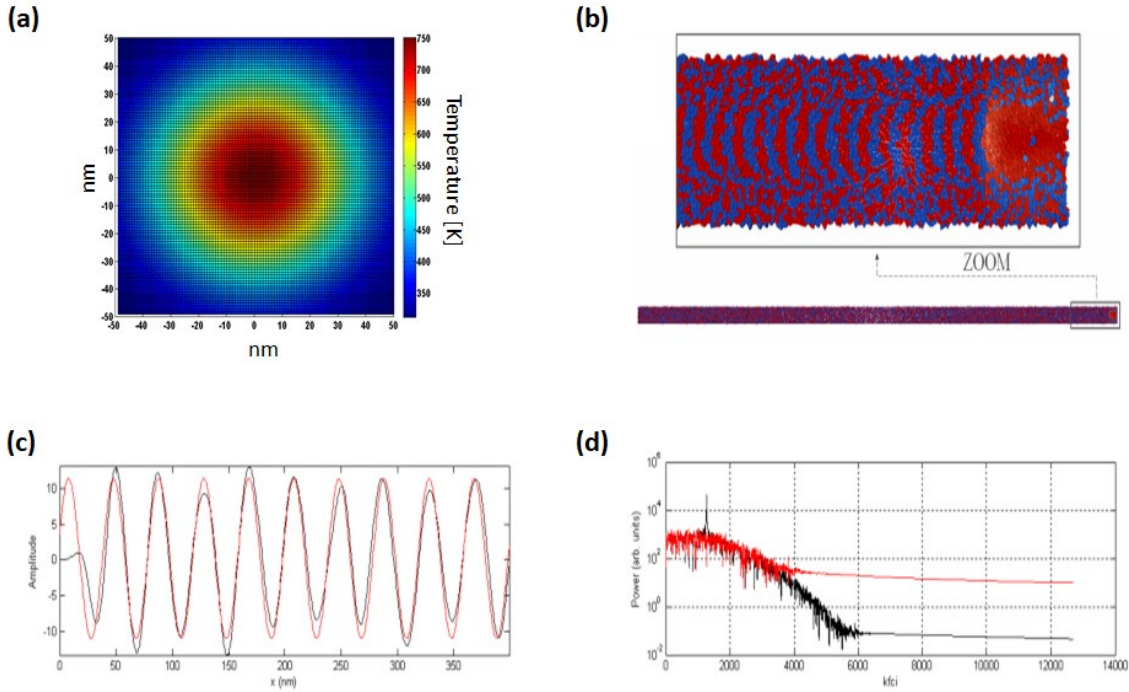 (a)
50
40
30
20
10
0
-10
-20
-30
-40
-50
nm
-50 -40 -30 -20 -10 0 10 20 30 40 50
nm
750
700
650
600
550
500
450
400
350
Temperature [K]
(b)
ZOOM
(c)
10
5
0
-5
-10
Amplitude
0 50 100 150 200 250 300 350
x (nm)
(d)
10^6
10^4
10^2
10^0
10^-2
Power (arb. units)
0 2000 4000 6000 8000 10000 12000 14000
kfci